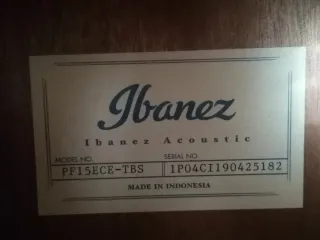 Ibanez
Ibanez Acoustic
MODEL NO. SERIAL NO.
PF15ECE-TBS 1P04CI190425182
MADE IN INDONESIA